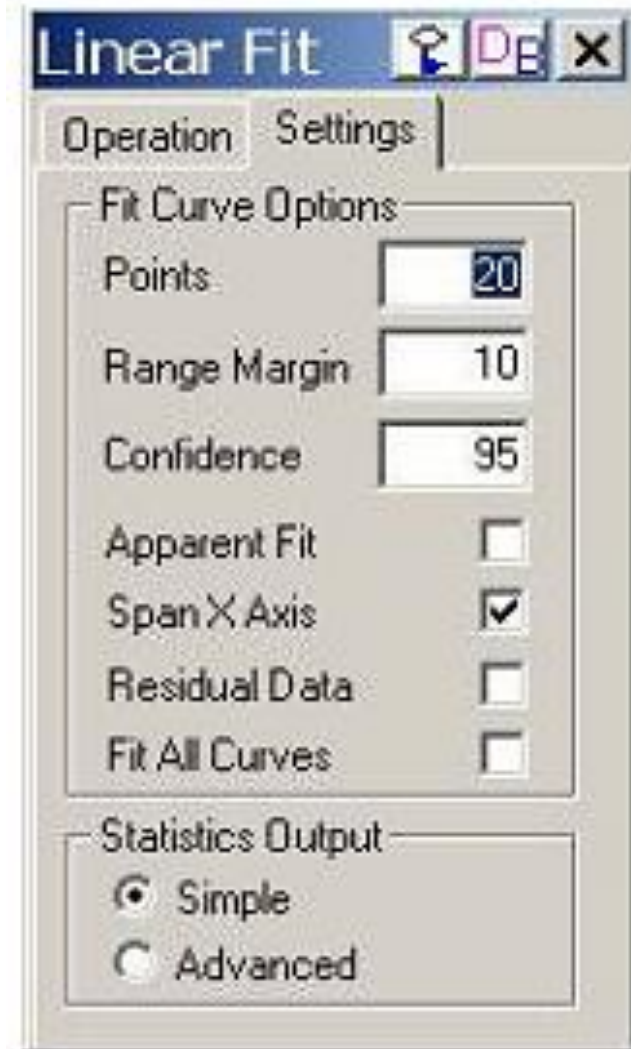 Linear Fit DE
Operation Settings
Fit Curve Options
Points 20
Range Margin 10
Confidence 95
Apparent Fit
Span X Axis
Residual Data
Fit All Curves
Statistics Output
Simple
Advanced